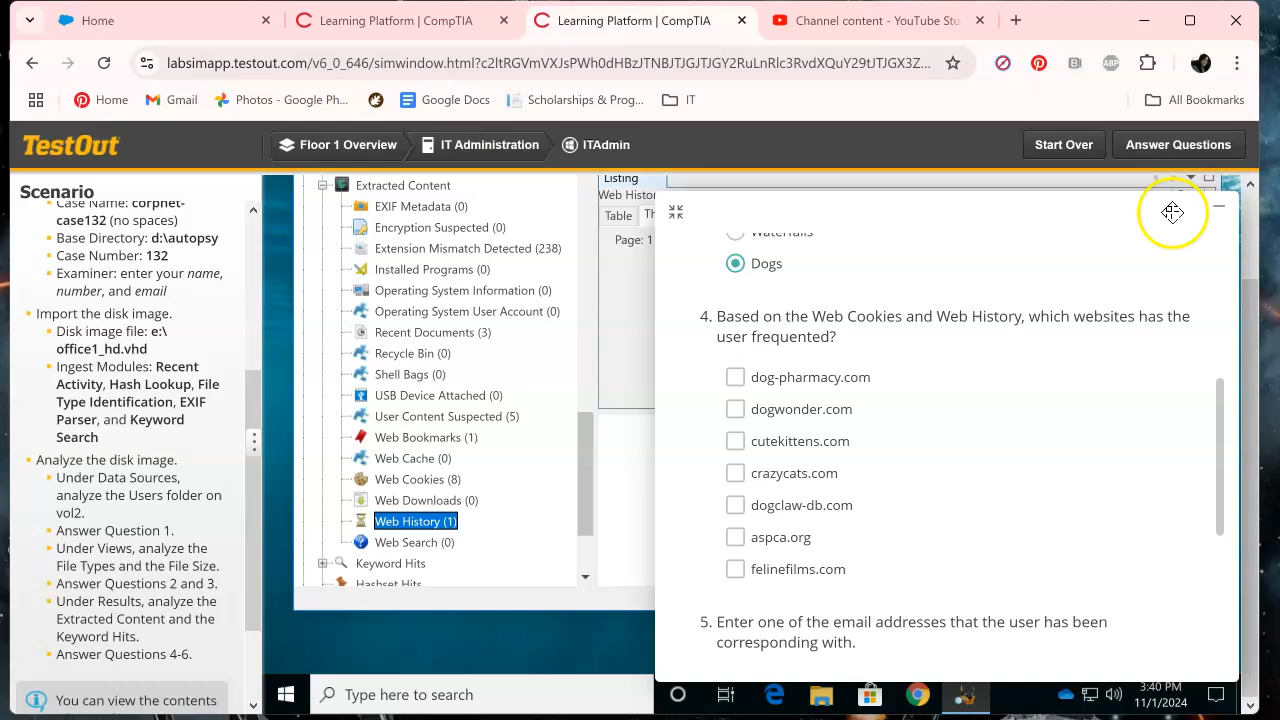 Home
Learning Platform | CompTIA
Learning Platform | CompTIA
Channel content - YouTube Stu
labsimapp.testout.com/v6_0_646/simwindow.html?c2ltRGVmVXJsPWh0dHBzJTNBJTJGJTJGY2RuLnRlc3RvdXQuY29tJTJGX3Z...
ABP
Home
Gmail
Photos - Google Ph...
Google Docs
Scholarships & Prog...
IT
All Bookmarks
TestOut
Floor 1 Overview
IT Administration
ITAdmin
Start Over
Answer Questions
Scenario
Case Name: corpnet-
case132 (no spaces)
Base Directory: d:\autopsy
Case Number: 132
Examiner: enter your name,
number, and email
Import the disk image.
Disk image file: e:\
office1_hd.vhd
Ingest Modules: Recent
Activity, Hash Lookup, File
Type Identification, EXIF
Parser, and Keyword
Search
Analyze the disk image.
Under Data Sources,
analyze the Users folder on
vol2.
Answer Question 1.
Under Views, analyze the
File Types and the File Size.
Answer Questions 2 and 3.
Under Results, analyze the
Extracted Content and the
Keyword Hits.
Answer Questions 4-6.
You can view the contents
Extracted Content
EXIF Metadata (0)
Encryption Suspected (0)
Extension Mismatch Detected (238)
Installed Programs (0)
Operating System Information (0)
Operating System User Account (0)
Recent Documents (3)
Recycle Bin (0)
Shell Bags (0)
USB Device Attached (0)
User Content Suspected (5)
Web Bookmarks (1)
Web Cache (0)
Web Cookies (8)
Web Downloads (0)
Web History (1)
Web Search (0)
Keyword Hits
Hashset Hits
Listing
Web Histor
Table
Th
Page: 1
Waterfalls
Dogs
4. Based on the Web Cookies and Web History, which websites has the
user frequented?
dog-pharmacy.com
dogwonder.com
cutekittens.com
crazycats.com
dogclaw-db.com
aspca.org
felinefilms.com
5. Enter one of the email addresses that the user has been
corresponding with.
Type here to search
3:40 PM
11/1/2024